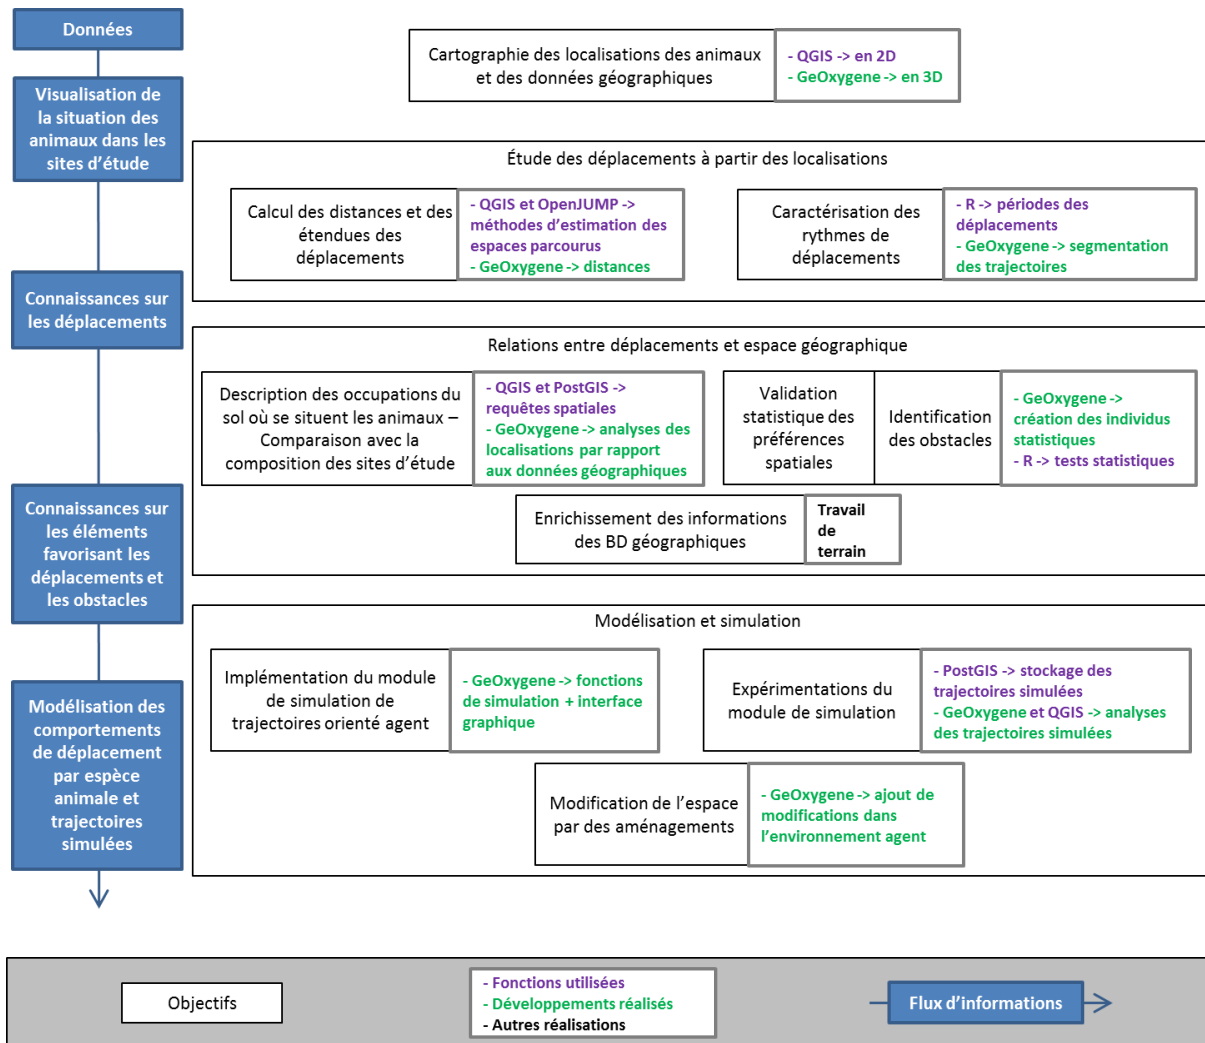 Données
Cartographie des localisations des animaux
et des données géographiques
- QGIS -> en 2D
- GeOxygene -> en 3D
Visualisation de
la situation des
animaux dans les
sites d'étude
Étude des déplacements à partir des localisations
Calcul des distances et des
étendues des
déplacements
- QGIS et OpenJUMP ->
méthodes d'estimation des
espaces parcourus
- GeOxygene -> distances
Caractérisation des
rythmes de
déplacements
- R -> périodes des
déplacements
- GeOxygene -> segmentation
des trajectoires
Connaissances sur
les déplacements
Relations entre déplacements et espace géographique
Description des occupations du
sol où se situent les animaux –
Comparaison avec la
composition des sites d'étude
- QGIS et PostGIS ->
requêtes spatiales
- GeOxygene -> analyses des
localisations par rapport
aux données géographiques
Validation
statistique des
préférences
spatiales
Identification
des obstacles
- GeOxygene ->
création des individus
statistiques
- R -> tests statistiques
Enrichissement des informations
des BD géographiques
Travail
de
terrain
Connaissances sur
les éléments
favorisant les
déplacements et
les obstacles
Modélisation et simulation
Implémentation du module
de simulation de
trajectoires orienté agent
- GeOxygene -> fonctions
de simulation + interface
graphique
Expérimentations du
module de simulation
- PostGIS -> stockage des
trajectoires simulées
- GeOxygene et QGIS -> analyses
des trajectoires simulées
Modification de l'espace
par des aménagements
- GeOxygene -> ajout de
modifications dans
l'environnement agent
Modélisation des
comportements
de déplacement
par espèce
animale et
trajectoires
simulées
Objectifs
- Fonctions utilisées
- Développements réalisés
- Autres réalisations
Flux d'informations